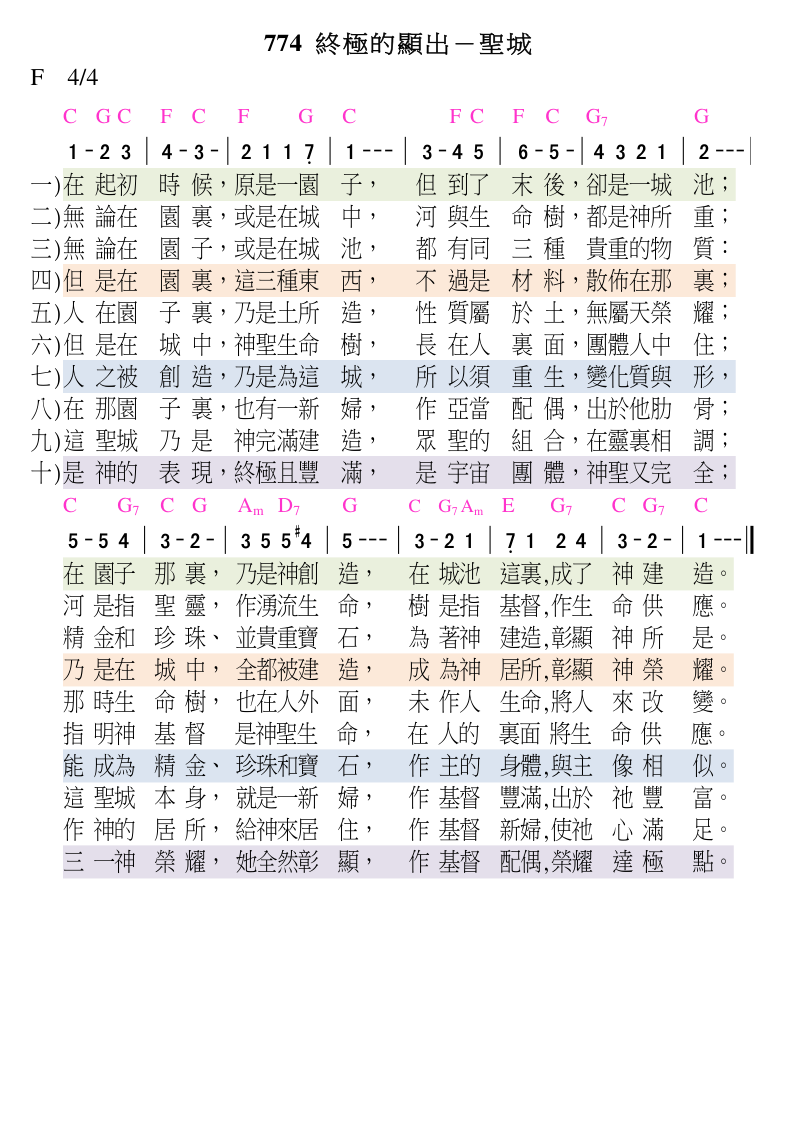 774 終極的顯出－聖城
F 4/4
C G C F C F G C F C F C G7 G
1 - 2 3 | 4 - 3 - | 2 1 1 7̣ | 1 - - - | 3 - 4 5 | 6 - 5 - | 4 3 2 1 | 2 - - - |
一)在 起初 時 候，原是一園 子， 但 到了 末 後，卻是一城 池；
二)無 論在 園 裏，或是在城 中， 河 與生 命 樹，都是神所 重；
三)無 論在 園 子，或是在城 池， 都 有同 三 種 貴重的物 質：
四)但 是在 園 裏，這三種東 西， 不 過是 材 料，散佈在那 裏；
五)人 在園 子 裏，乃是土所 造， 性 質屬 於 土，無屬天榮 耀；
六)但 是在 城 中，神聖生命 樹， 長 在人 裏 面，團體人中 住；
七)人 之被 創 造，乃是為這 城， 所 以須 重 生，變化質與 形，
八)在 那園 子 裏，也有一新 婦， 作 亞當 配 偶，出於他肋 骨；
九)這 聖城 乃 是 神完滿建 造， 眾 聖的 組 合，在靈裏相 調；
十)是 神的 表 現，終極且豐 滿， 是 宇宙 團 體，神聖又完 全；
C G7 C G Am D7 G C G7 Am E G7 C G7 C
5 - 5 4 | 3 - 2 - | 3 5 5 #4 | 5 - - - | 3 - 2 1 | 7̣ 1 2 4 | 3 - 2 - | 1 - - - ‖
在 園子 那 裏， 乃是神創 造， 在 城池 這裏,成了 神 建 造。
河 是指 聖 靈， 作湧流生 命， 樹 是指 基督,作生 命 供 應。
精 金和 珍 珠、 並貴重寶 石， 為 著神 建造,彰顯 神 所 是。
乃 是在 城 中， 全都被建 造， 成 為神 居所,彰顯 神 榮 耀。
那 時生 命 樹， 也在人外 面， 未 作人 生命,將人 來 改 變。
指 明神 基 督 是神聖生 命， 在 人的 裏面 將生 命 供 應。
能 成為 精 金、 珍珠和寶 石， 作 主的 身體,與主 像 相 似。
這 聖城 本 身， 就是一新 婦， 作 基督 豐滿,出於 祂 豐 富。
作 神的 居 所， 給神來居 住， 作 基督 新婦,使祂 心 滿 足。
三 一神 榮 耀， 她全然彰 顯， 作 基督 配偶,榮耀 達 極 點。